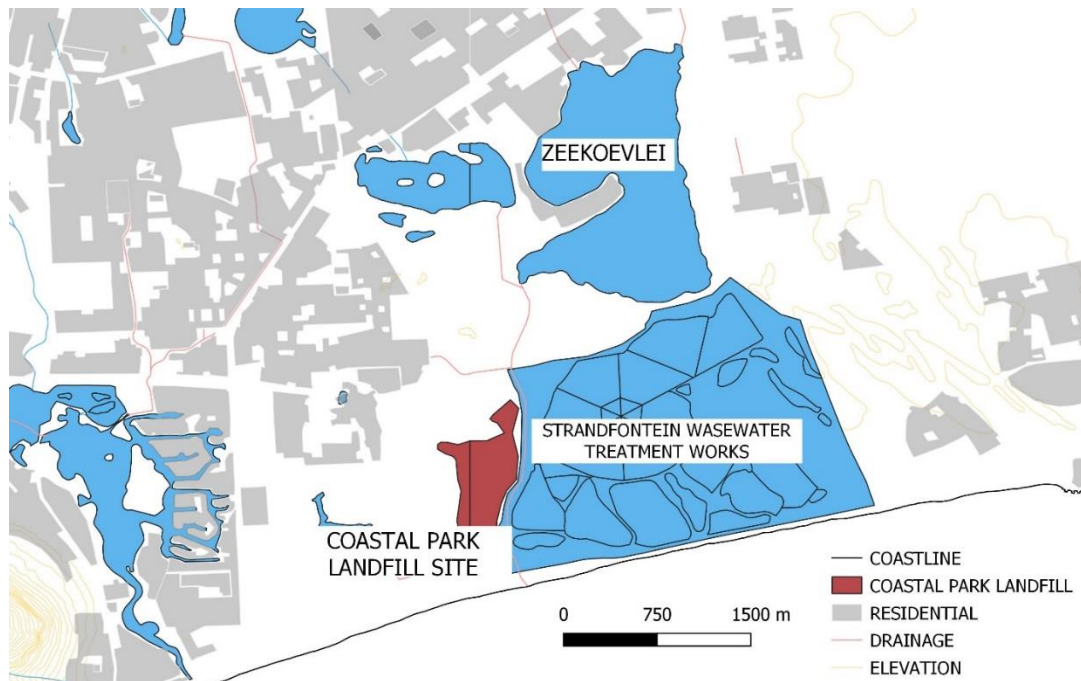 ZEEKOEVLEI
STRANDFONTEIN WASEWATER
TREATMENT WORKS
COASTAL PARK
LANDFILL SITE
COASTLINE
COASTAL PARK LANDFILL
RESIDENTIAL
DRAINAGE
ELEVATION
0 750 1500 m